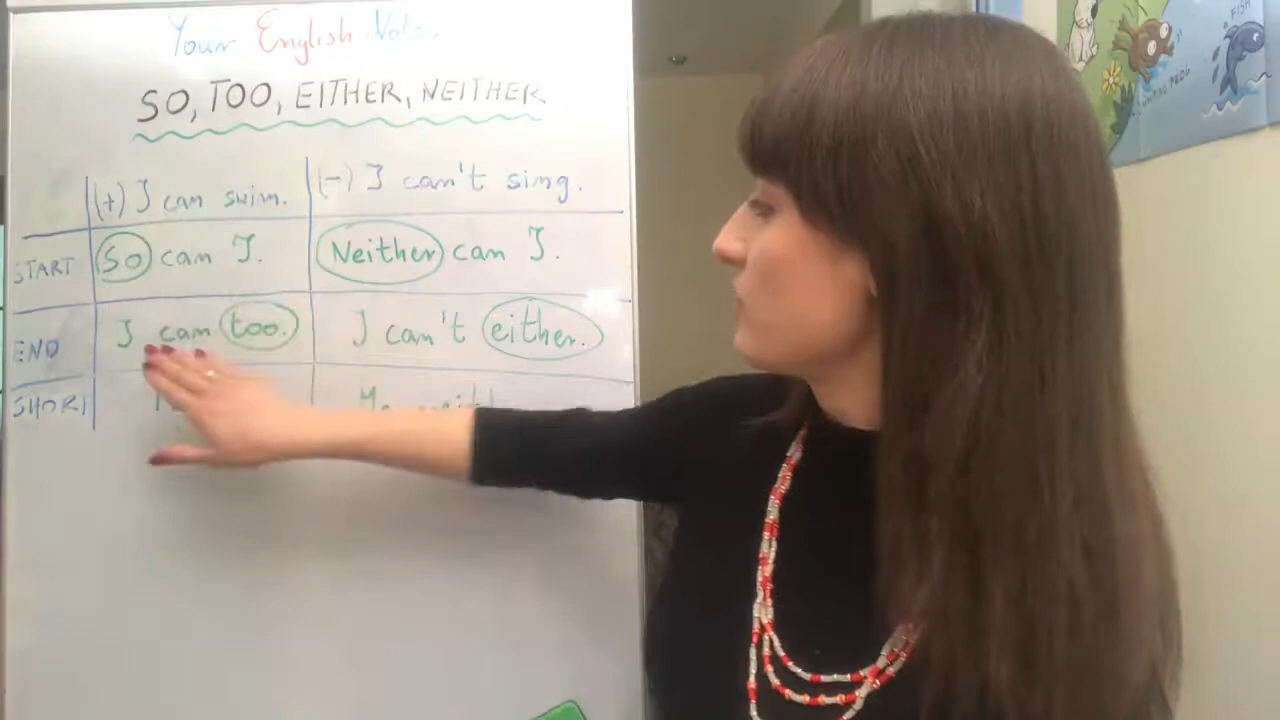 Your English
SO, TOO, EITHER, NEITHER
(+) I can swim. (-) I can't sing.
START So can I. Neither can I.
END I can too. I can't either.
SHORT
FISH